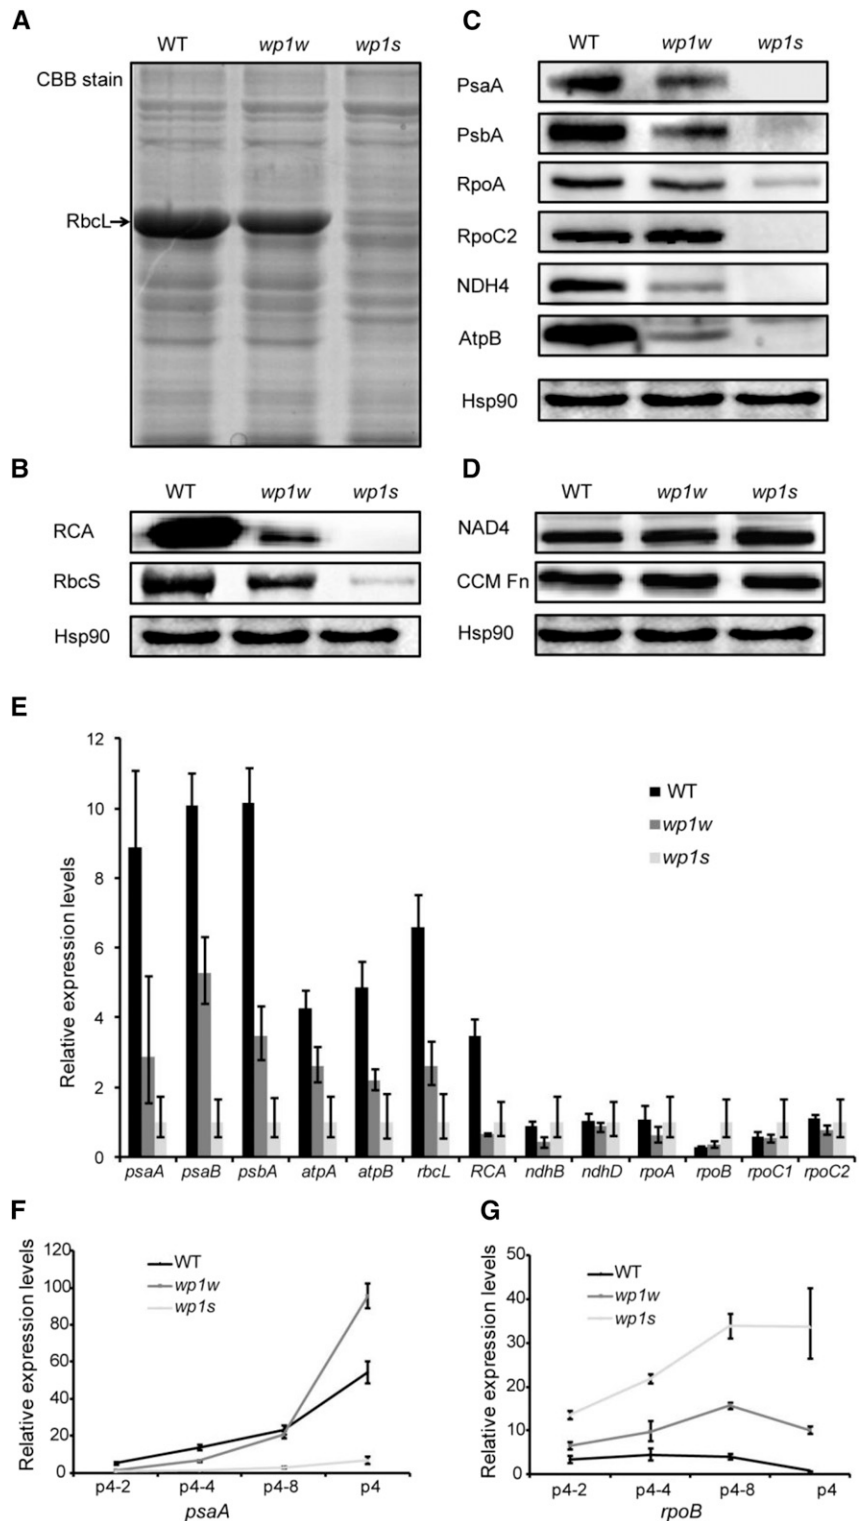 A
WT wp1w wp1s
CBB stain
RbcL
B
WT wp1w wp1s
RCA
RbcS
Hsp90
C
WT wp1w wp1s
PsaA
PsbA
RpoA
RpoC2
NDH4
AtpB
Hsp90
D
WT wp1w wp1s
NAD4
CCM Fn
Hsp90
E
Relative expression levels
12
10
8
6
4
2
0
WT
wp1w
wp1s
psaA psaB psbA atpA atpB rbcL RCA ndhB ndhD rpoA rpoB rpoC1 rpoC2
F
Relative expression levels
120
100
80
60
40
20
0
WT
wp1w
wp1s
p4-2 p4-4 p4-8 p4
psaA
G
Relative expression levels
50
40
30
20
10
0
WT
wp1w
wp1s
p4-2 p4-4 p4-8 p4
rpoB